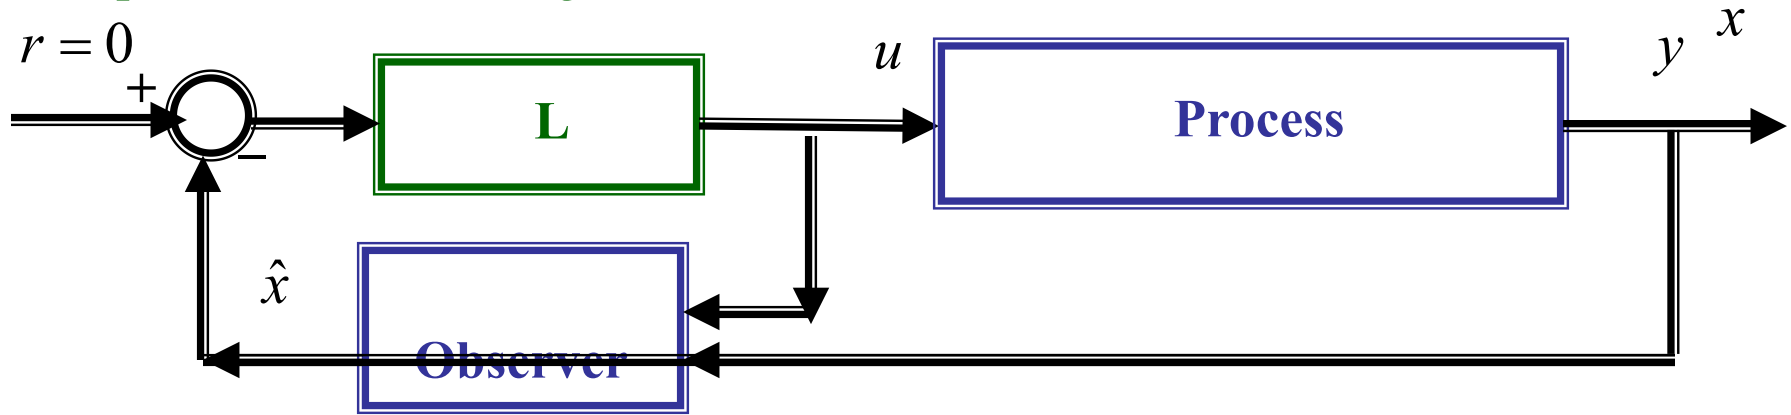 r = 0
+
L
u
Process
y
x
−
x̂
Observer